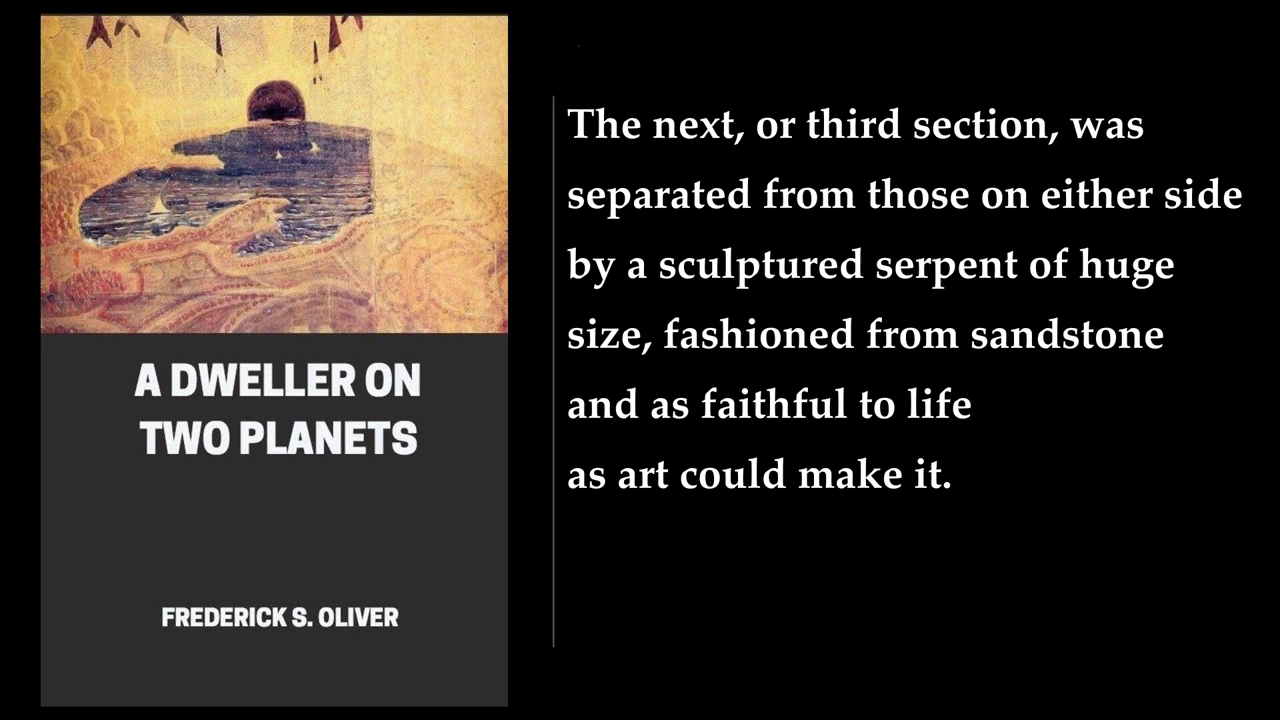 A DWELLER ON
TWO PLANETS
FREDERICK S. OLIVER
The next, or third section, was
separated from those on either side
by a sculptured serpent of huge
size, fashioned from sandstone
and as faithful to life
as art could make it.